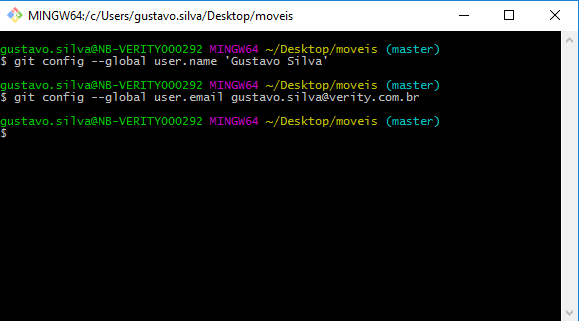 MINGW64:/c/Users/gustavo.silva/Desktop/moveis
gustavo.silva@NB-VERITY000292 MINGW64 ~/Desktop/moveis (master)
$ git config --global user.name 'Gustavo Silva'
gustavo.silva@NB-VERITY000292 MINGW64 ~/Desktop/moveis (master)
$ git config --global user.email gustavo.silva@verity.com.br
gustavo.silva@NB-VERITY000292 MINGW64 ~/Desktop/moveis (master)
$